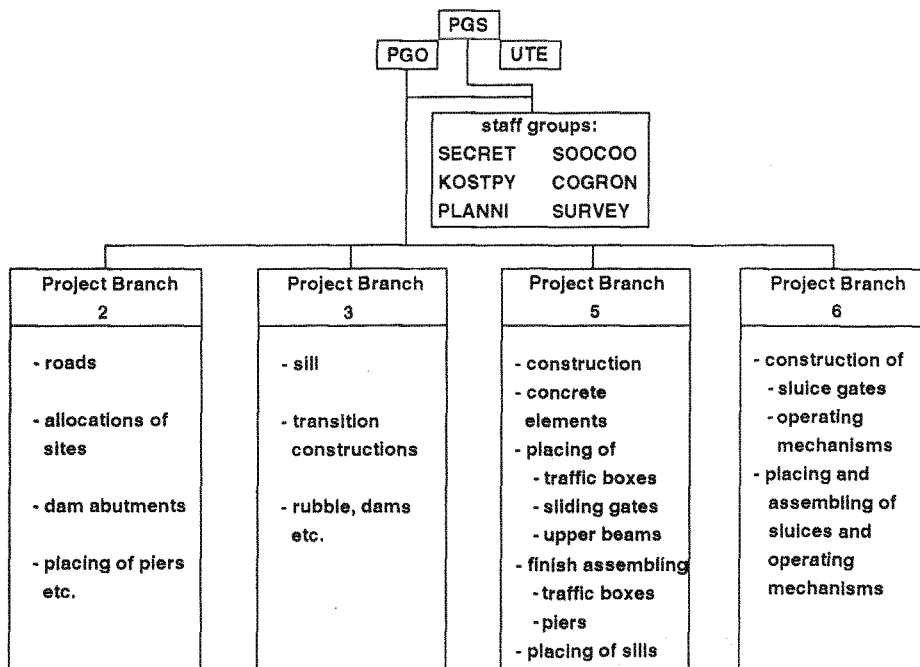 PGS
PGO UTE
staff groups:
SECRET SOOCOO
KOSTPY COGRON
PLANNI SURVEY
Project Branch
2
- roads
- allocations of
sites
- dam abutments
- placing of piers
etc.
Project Branch
3
- sill
- transition
constructions
- rubble, dams
etc.
Project Branch
5
- construction
- concrete
elements
- placing of
- traffic boxes
- sliding gates
- upper beams
- finish assembling
- traffic boxes
- piers
- placing of sills
Project Branch
6
- construction of
- sluice gates
- operating
mechanisms
- placing and
assembling of
sluices and
operating
mechanisms